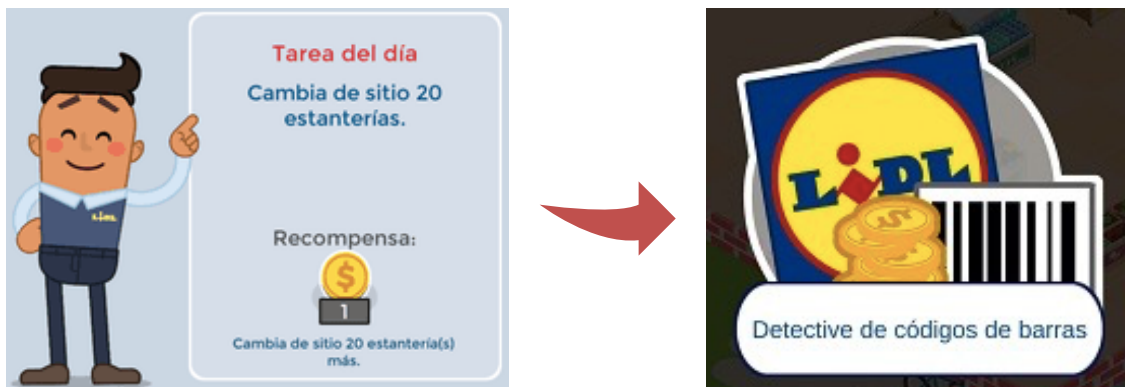 Tarea del día
Cambia de sitio 20
estanterías.
Recompensa:
$
1
Cambia de sitio 20 estantería(s)
más.
LiDL
LiDL
$
Detective de códigos de barras